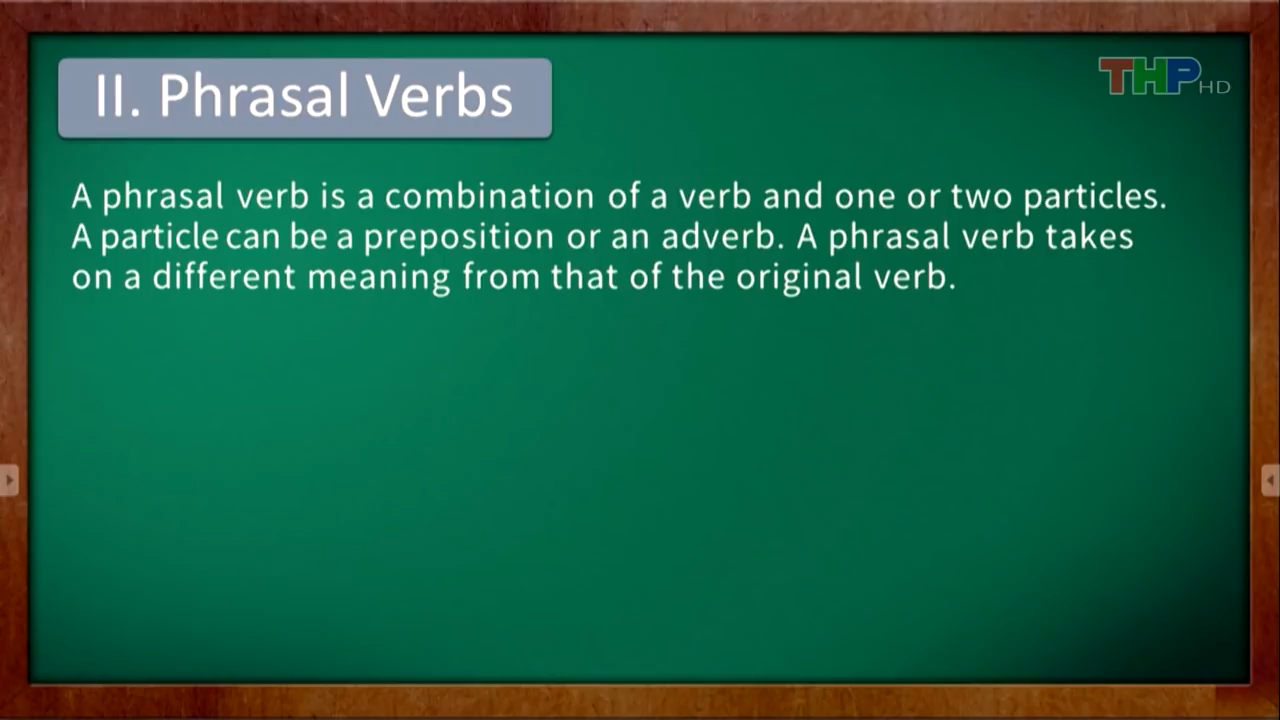 II. Phrasal Verbs
THP HD
A phrasal verb is a combination of a verb and one or two particles.
A particle can be a preposition or an adverb. A phrasal verb takes
on a different meaning from that of the original verb.